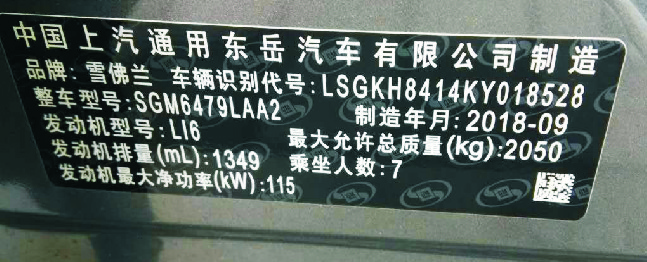 中国上汽通用东岳汽车有限公司制造
品牌:雪佛兰 车辆识别代号:LSGKH8414KY018528
整车型号:SGM6479LAA2 制造年月:2018-09
发动机型号:LI6 最大允许总质量(kg):2050
发动机排量(mL):1349 乘坐人数:7
发动机最大净功率(kW):115